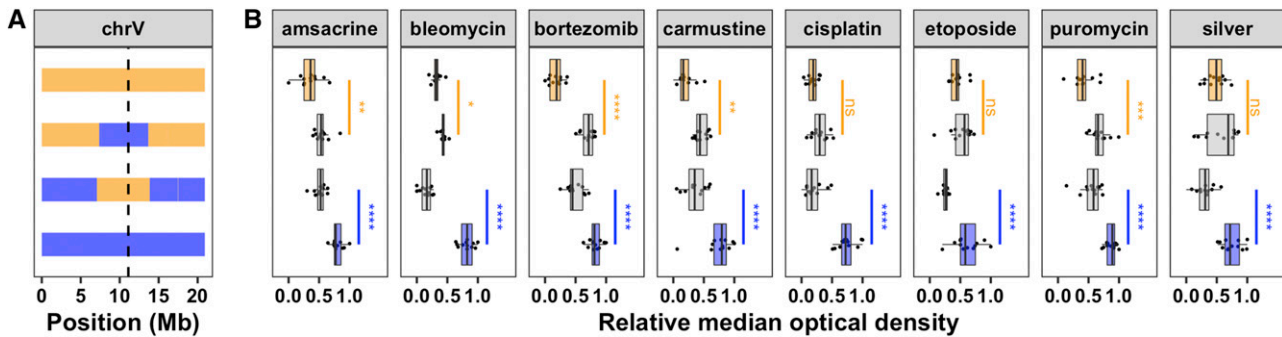 A
chrV
0 5 10 15 20
Position (Mb)
B
amsacrine bleomycin bortezomib carmustine cisplatin etoposide puromycin silver
** * **** ** ns ns *** ns
**** **** **** **** **** **** **** ****
0.0 0.5 1.0 0.0 0.5 1.0 0.0 0.5 1.0 0.0 0.5 1.0 0.0 0.5 1.0 0.0 0.5 1.0 0.0 0.5 1.0 0.0 0.5 1.0
Relative median optical density